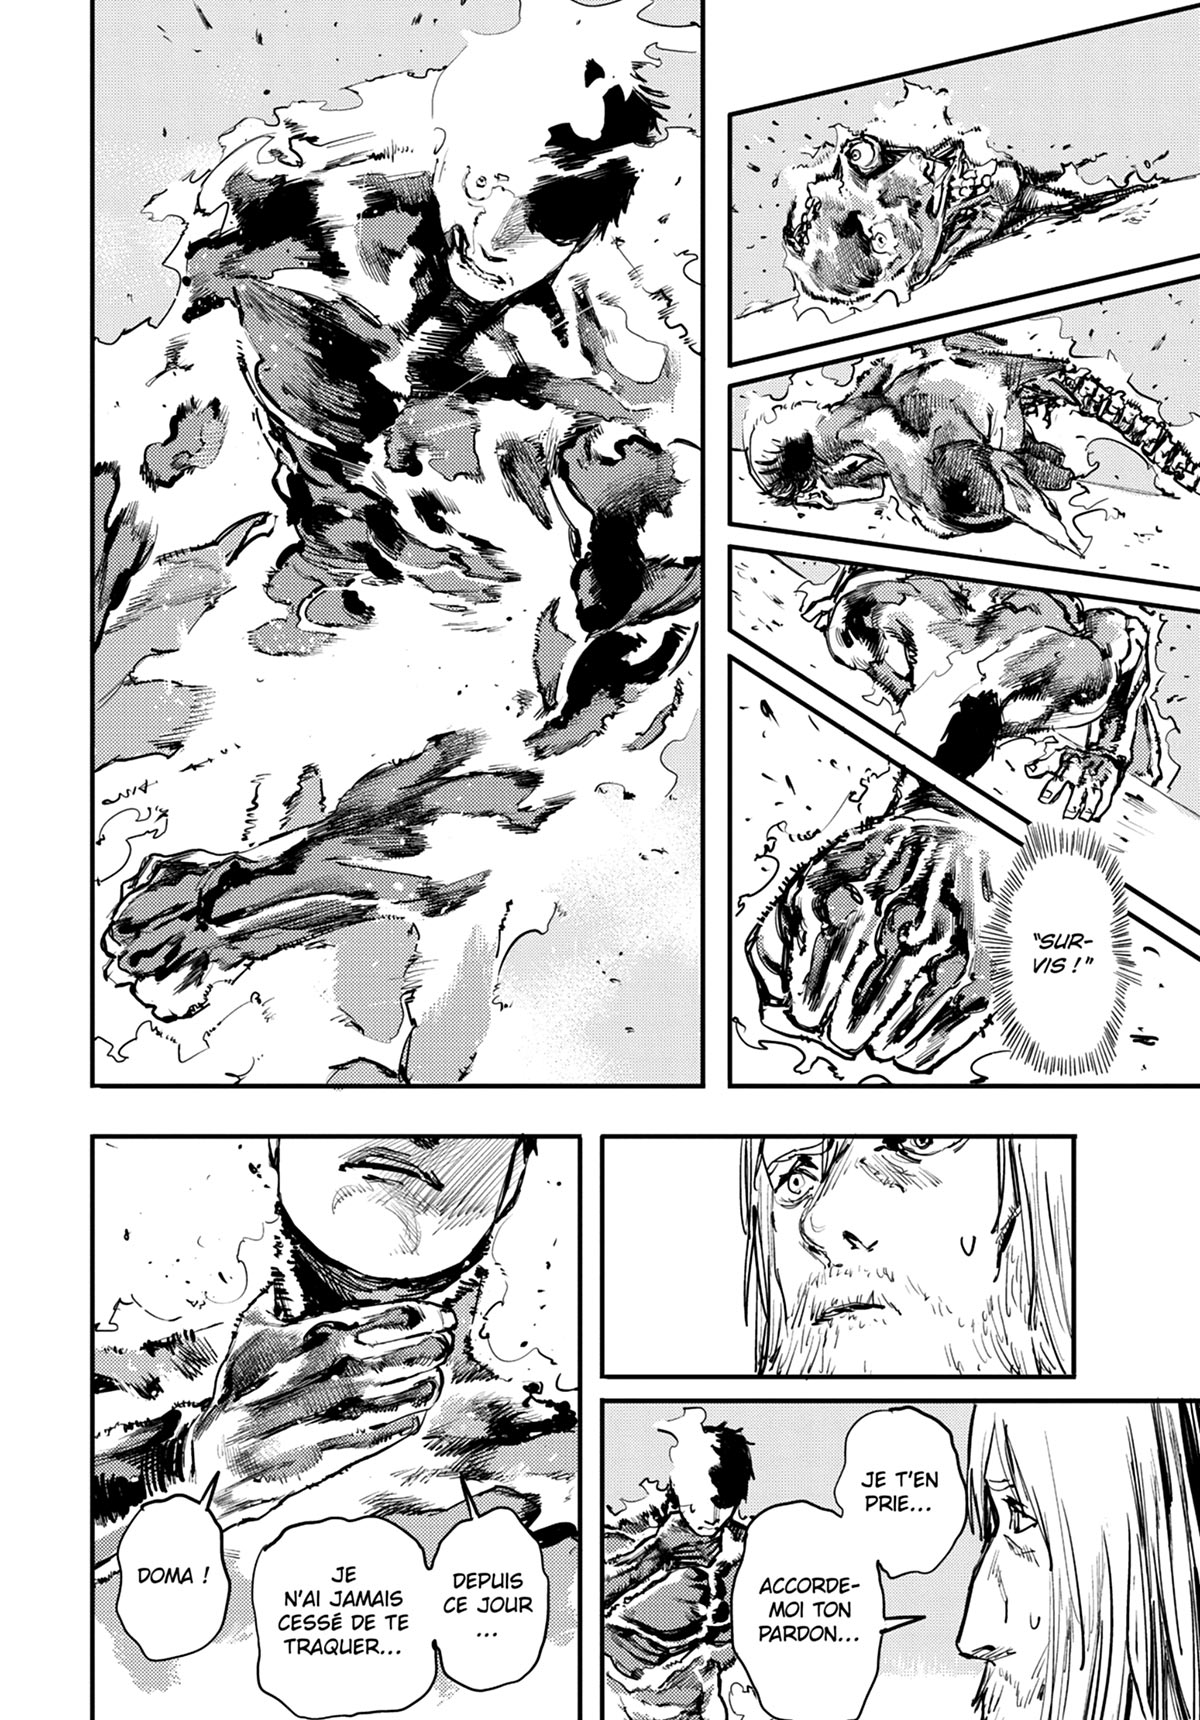 “SUR-
VIS !”
JE T'EN
PRIE...
ACCORDE-
MOI TON
PARDON...
DEPUIS
CE JOUR
...
JE
N'AI JAMAIS
CESSÉ DE TE
TRAQUER...
DOMA !